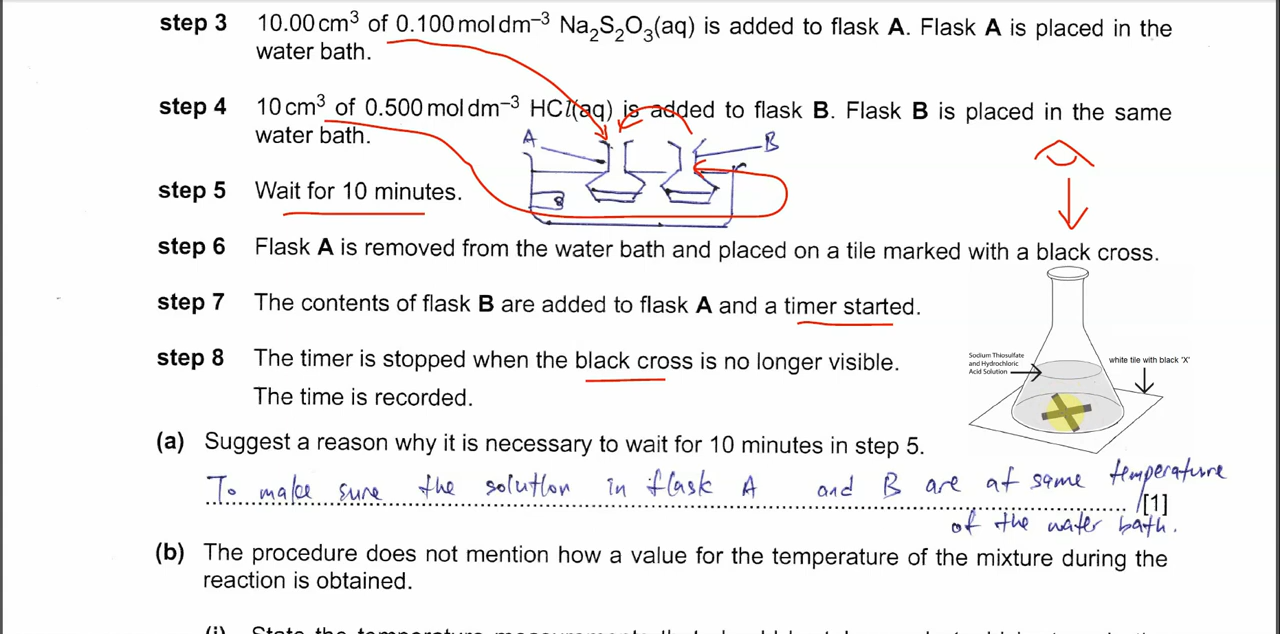 step 3 10.00 cm³ of 0.100 mol dm⁻³ Na₂S₂O₃(aq) is added to flask A. Flask A is placed in the
water bath.
step 4 10 cm³ of 0.500 mol dm⁻³ HCl(aq) is added to flask B. Flask B is placed in the same
water bath.
A
B
step 5 Wait for 10 minutes.
8
step 6 Flask A is removed from the water bath and placed on a tile marked with a black cross.
step 7 The contents of flask B are added to flask A and a timer started.
step 8 The timer is stopped when the black cross is no longer visible.
The time is recorded.
Sodium Thiosulfate
and Hydrochloric
Acid Solution
white tile with black 'X'
(a) Suggest a reason why it is necessary to wait for 10 minutes in step 5.
To make sure the solution in flask A and B are at same temperature
[1]
of the water bath.
(b) The procedure does not mention how a value for the temperature of the mixture during the
reaction is obtained.